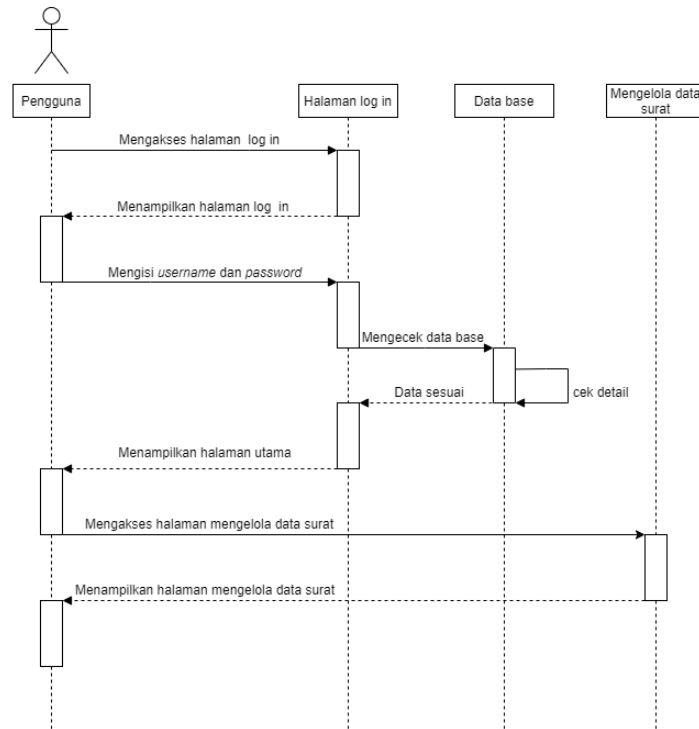 Pengguna
Halaman log in
Data base
Mengelola data
surat
Mengakses halaman  log in
Menampilkan halaman log  in
Mengisi username dan password
Mengecek data base
cek detail
Data sesuai
Menampilkan halaman utama
Mengakses halaman mengelola data surat
Menampilkan halaman mengelola data surat